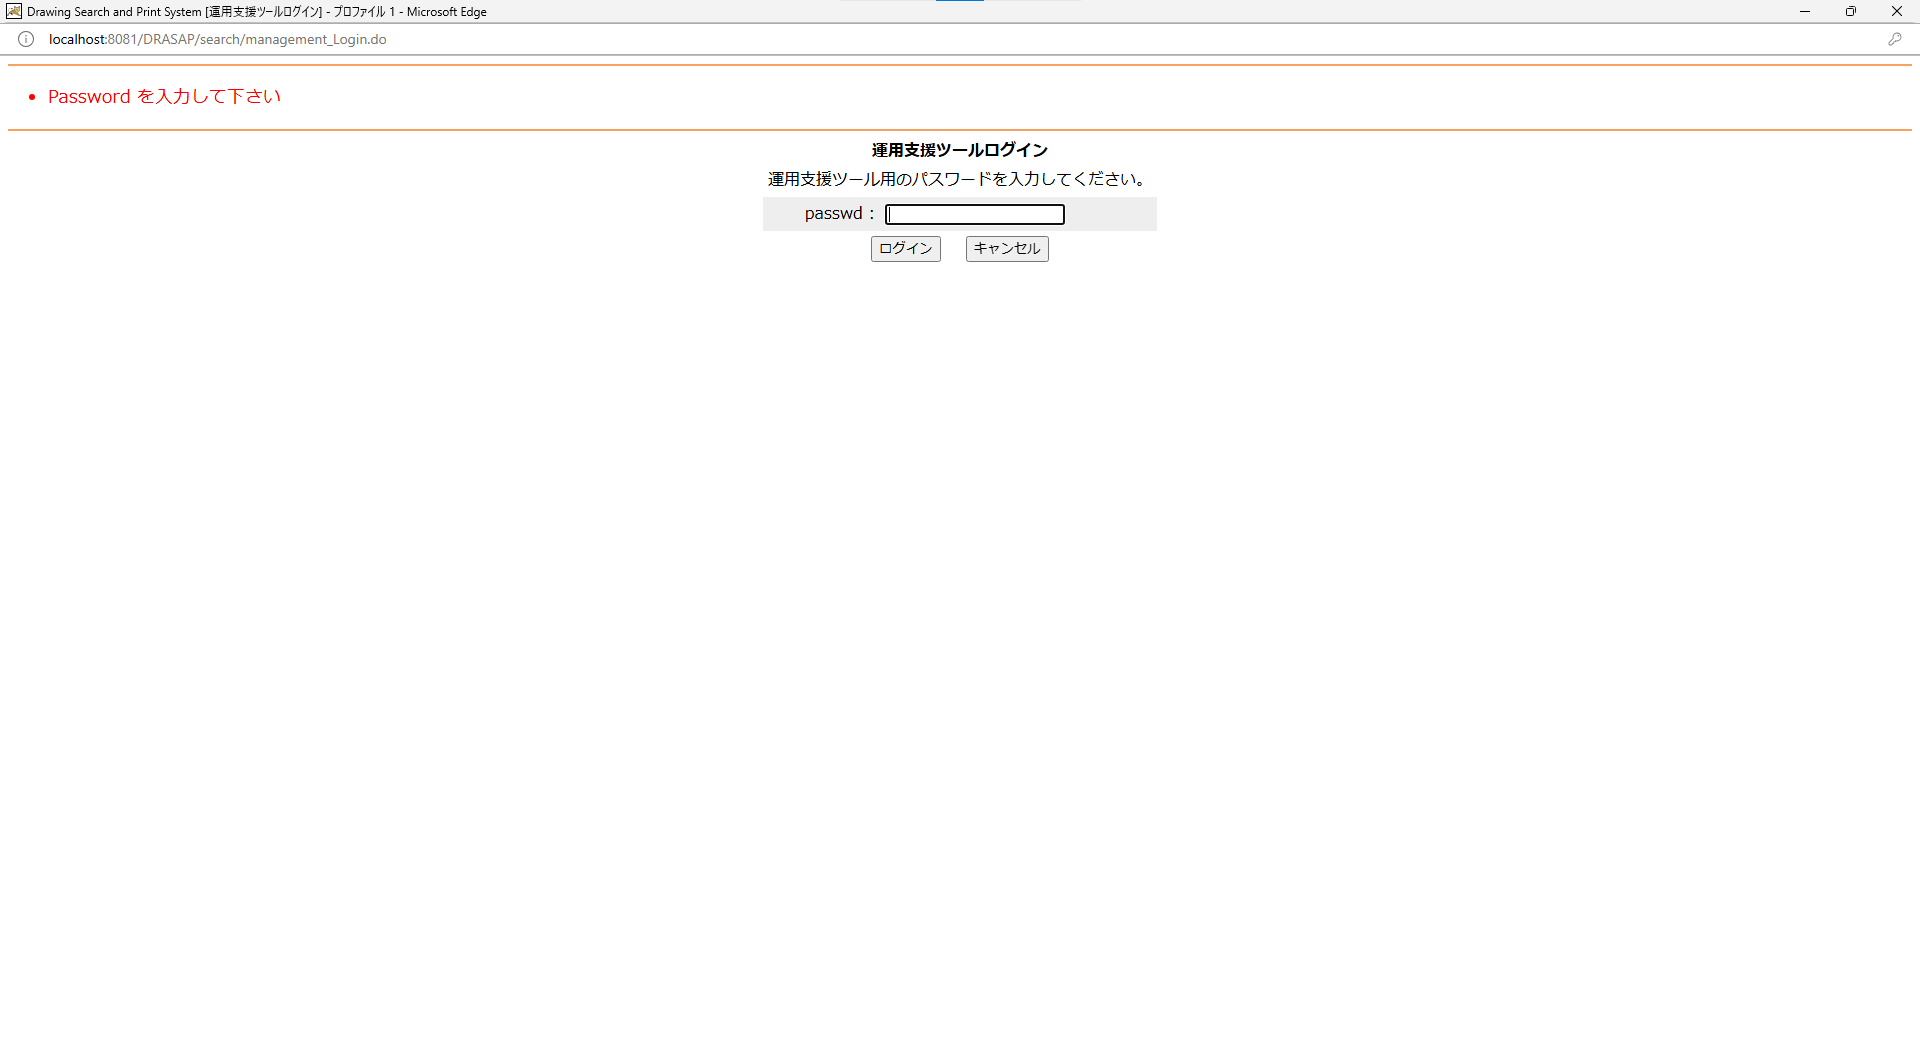 Drawing Search and Print System [運用支援ツールログイン] - プロファイル 1 - Microsoft Edge
localhost:8081/DRASAP/search/management_Login.do
• Password を入力して下さい
運用支援ツールログイン
運用支援ツール用のパスワードを入力してください。
passwd :
ログイン キャンセル